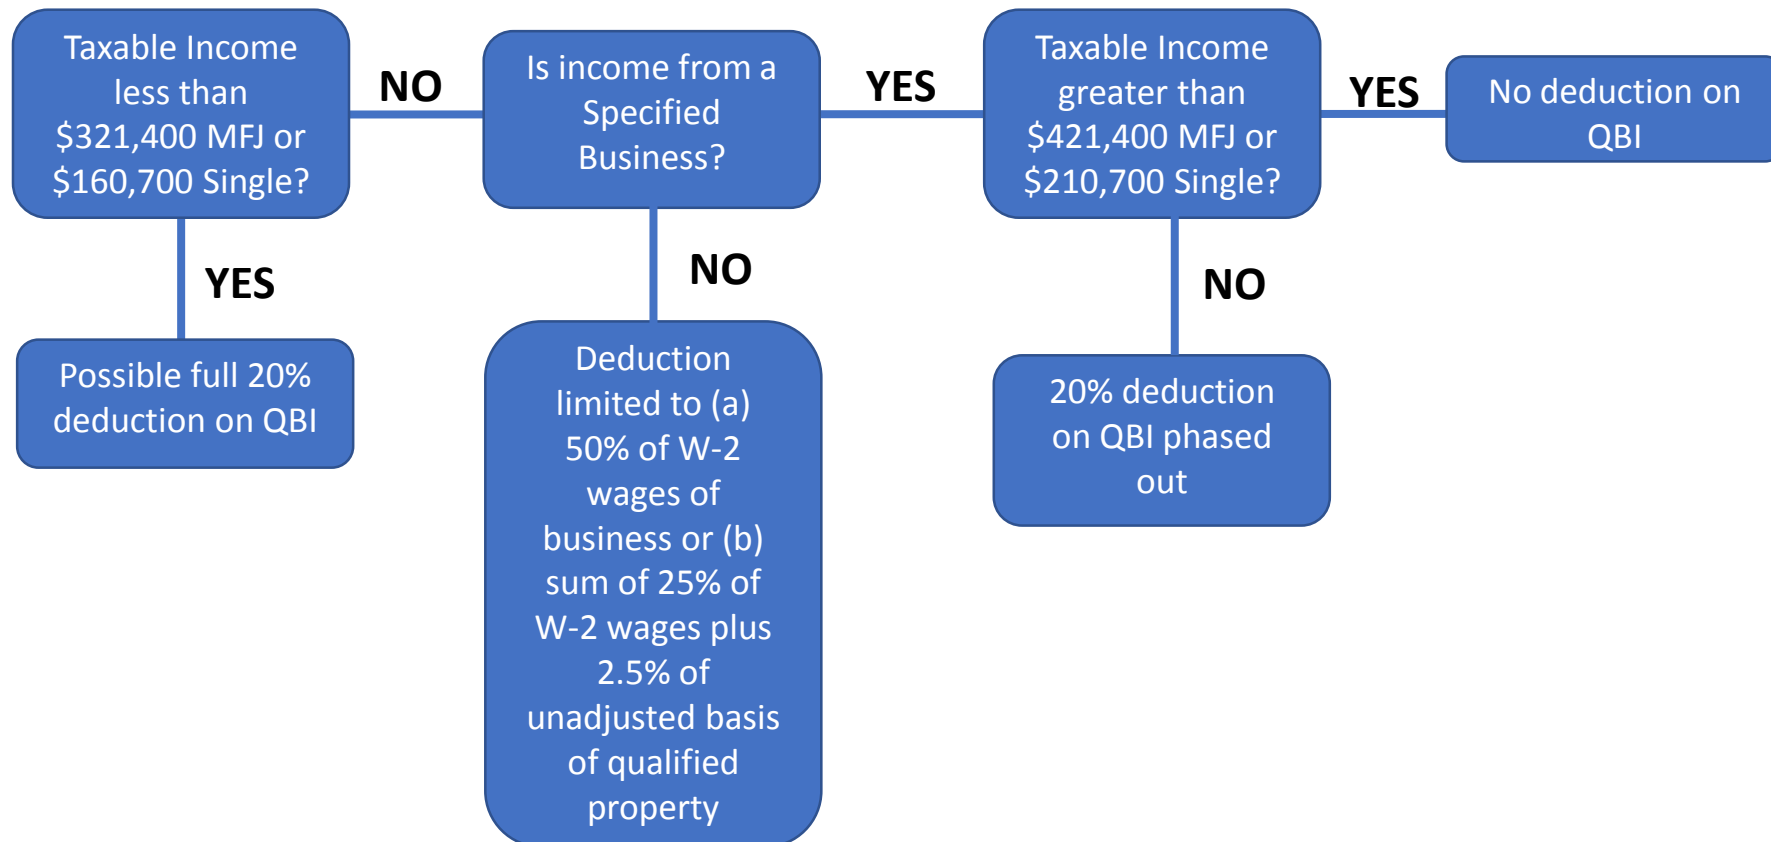 Taxable Income
less than
$321,400 MFJ or
$160,700 Single?
NO
Is income from a
Specified
Business?
YES
Taxable Income
greater than
$421,400 MFJ or
$210,700 Single?
YES
No deduction on
QBI
YES
NO
NO
Possible full 20%
deduction on QBI
Deduction
limited to (a)
50% of W-2
wages of
business or (b)
sum of 25% of
W-2 wages plus
2.5% of
unadjusted basis
of qualified
property
20% deduction
on QBI phased
out